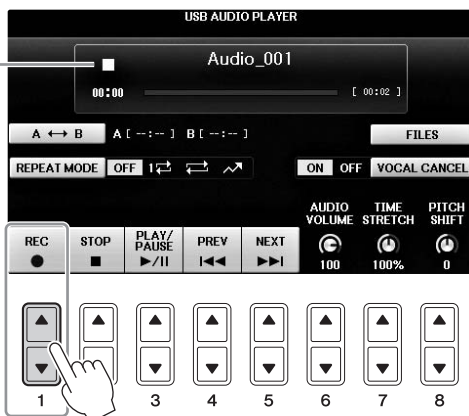 USB AUDIO PLAYER
Audio_001
00:00 [ 00:02 ]
A ↔ B A [ --:-- ] B [ --:-- ] FILES
REPEAT MODE OFF 1 ON OFF VOCAL CANCEL
AUDIO VOLUME TIME STRETCH PITCH SHIFT
REC STOP PLAY/PAUSE PREV NEXT 100 100% 0
1 3 4 5 6 7 8